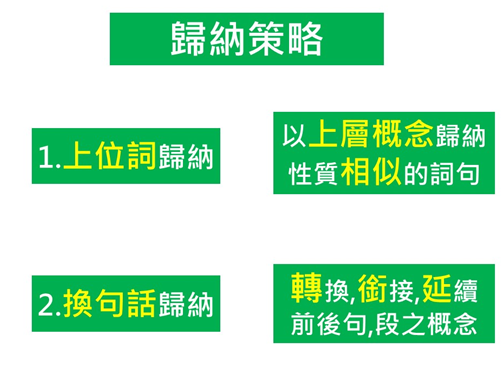 歸納策略
1.上位詞歸納
以上層概念歸納
性質相似的詞句
2.換句話歸納
轉換,銜接,延續
前後句,段之概念